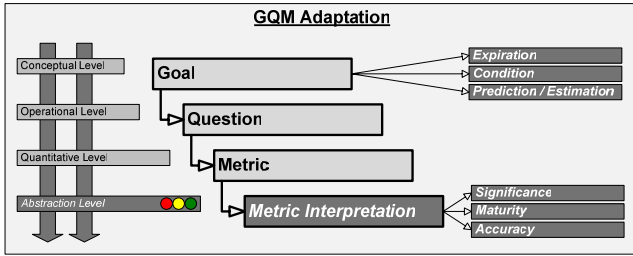 GQM Adaptation
Conceptual Level
Operational Level
Quantitative Level
Abstraction Level
Goal
Question
Metric
Metric Interpretation
Expiration
Condition
Prediction / Estimation
Significance
Maturity
Accuracy